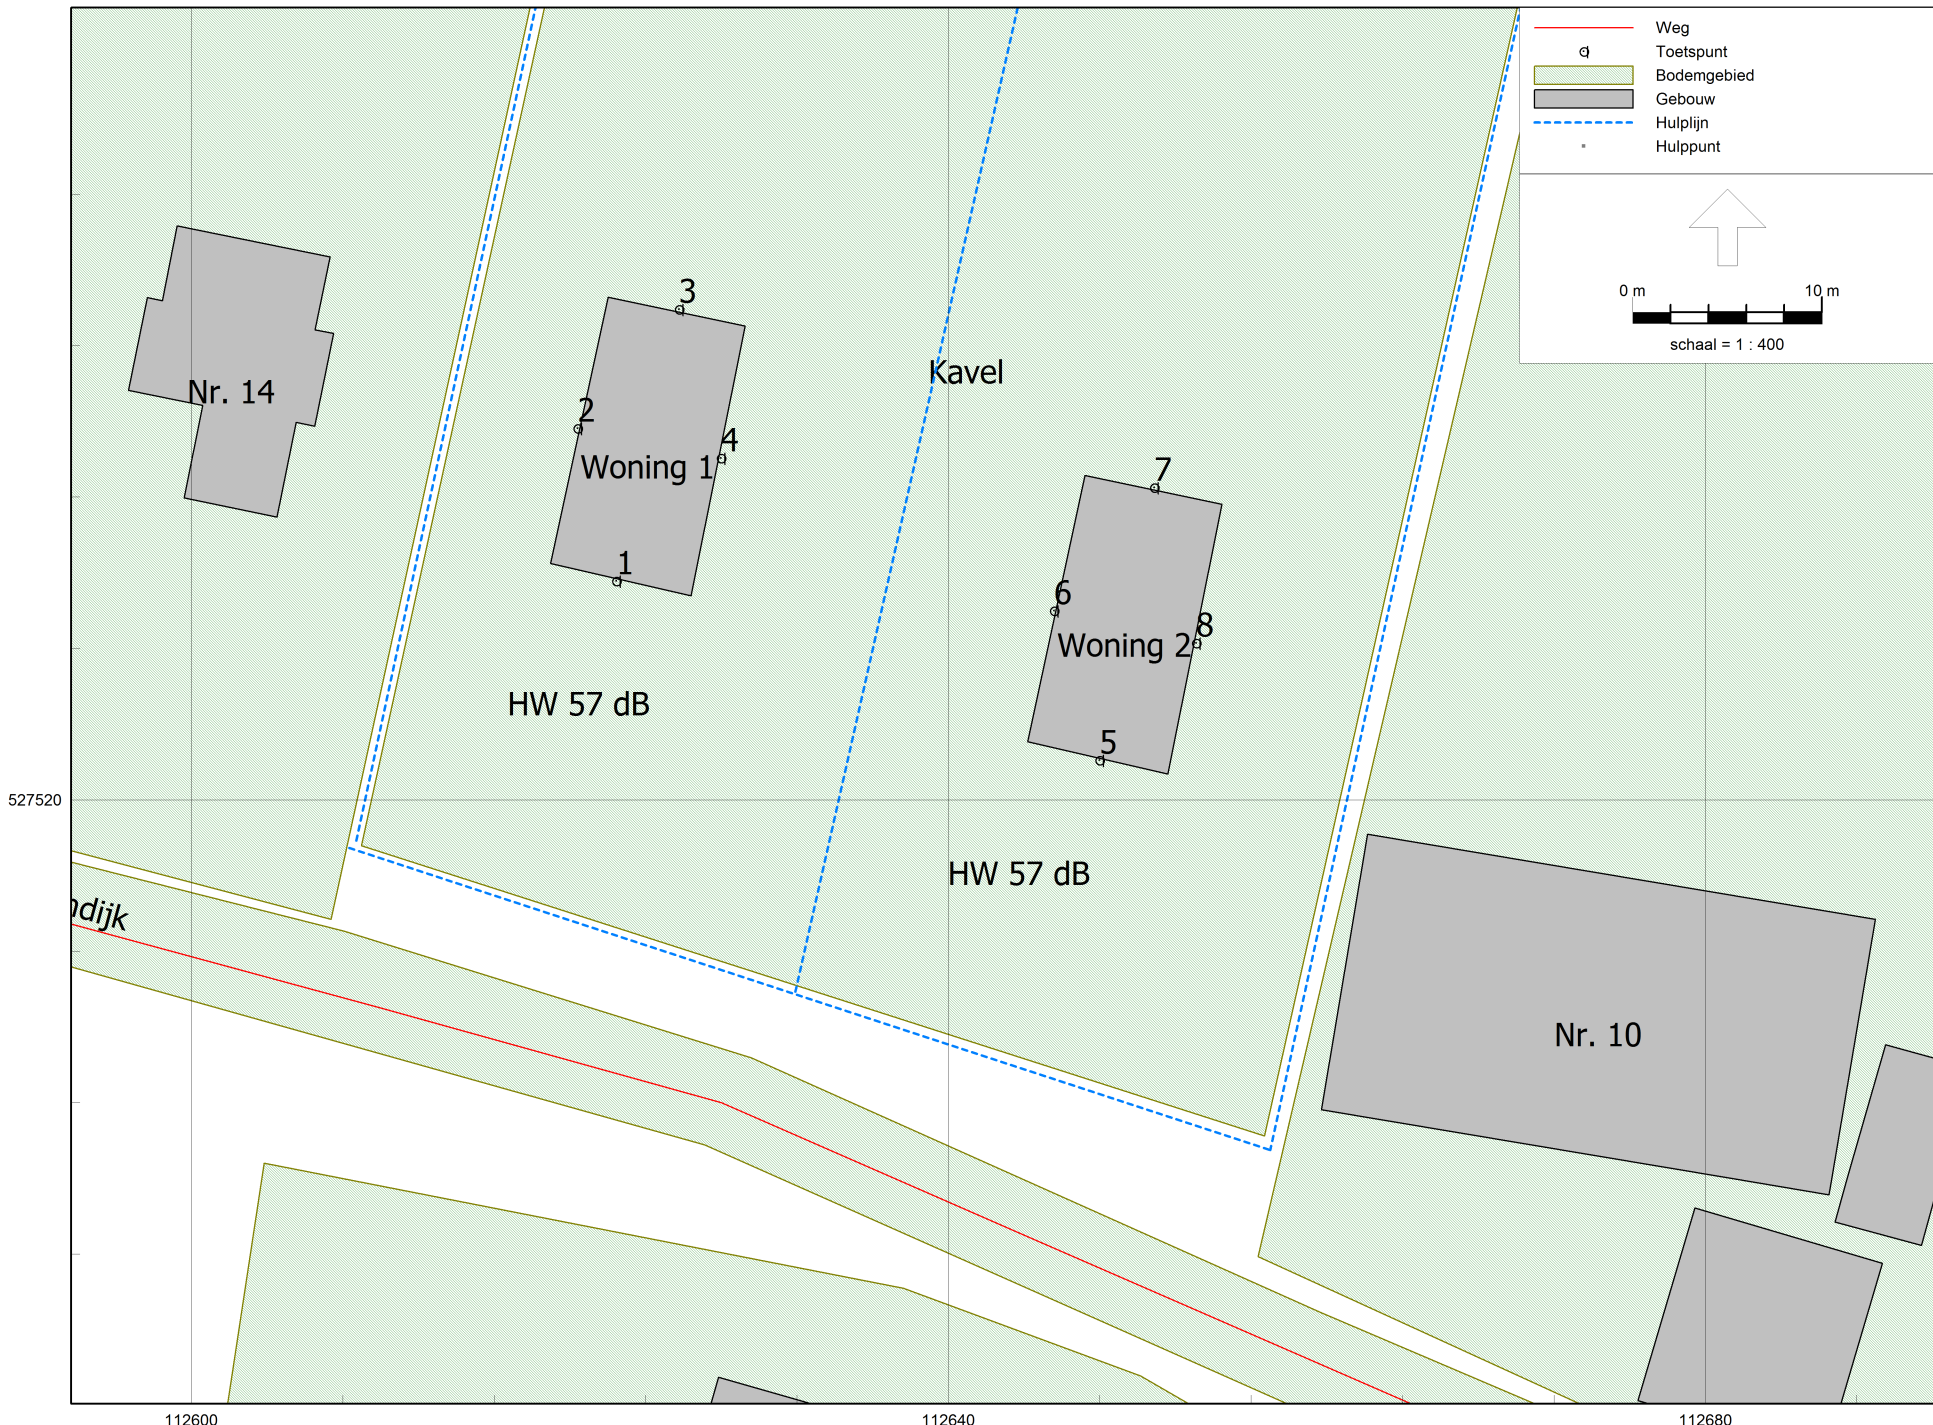 Weg
Toetspunt
Bodemgebied
Gebouw
Hulplijn
Hulppunt
0 m 10 m
schaal = 1 : 400
3
Kavel
Nr. 14
2
4
Woning 1
7
1
6
8
Woning 2
HW 57 dB
5
527520
HW 57 dB
ndijk
Nr. 10
112600 112640 112680